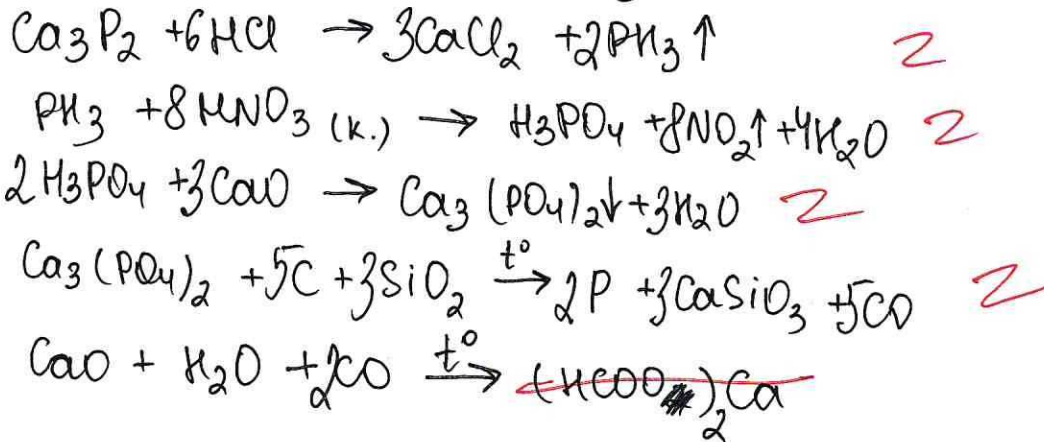 Ca₃P₂ +6HCl → 3CaCl₂ +2PH₃↑ 2
PH₃ +8HNO₃ (к.) → H₃PO₄ +8NO₂↑ +4H₂O 2
2H₃PO₄ +3CaO → Ca₃(PO₄)₂↓ +3H₂O 2
Ca₃(PO₄)₂ +5C +3SiO₂ t° → 2P +3CaSiO₃ +5CO 2
CaO + H₂O +2CO t° → (HCOO)₂Ca